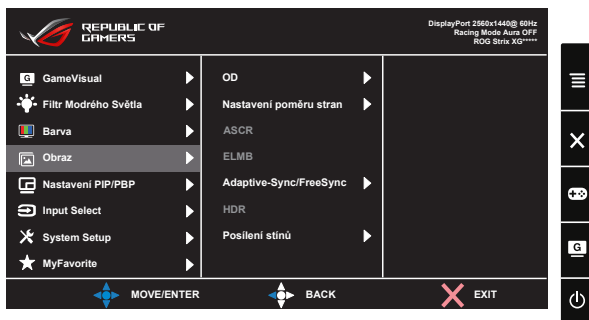 REPUBLIC OF
GAMERS
DisplayPort 2560x1440@ 60Hz
Racing Mode Aura OFF
ROG Strix XG*****
G GameVisual
Filtr Modrého Světla
Barva
Obraz
Nastavení PIP/PBP
Input Select
System Setup
MyFavorite
OD
Nastavení poměru stran
ASCR
ELMB
Adaptive-Sync/FreeSync
HDR
Posílení stínů
MOVE/ENTER
BACK
EXIT
G